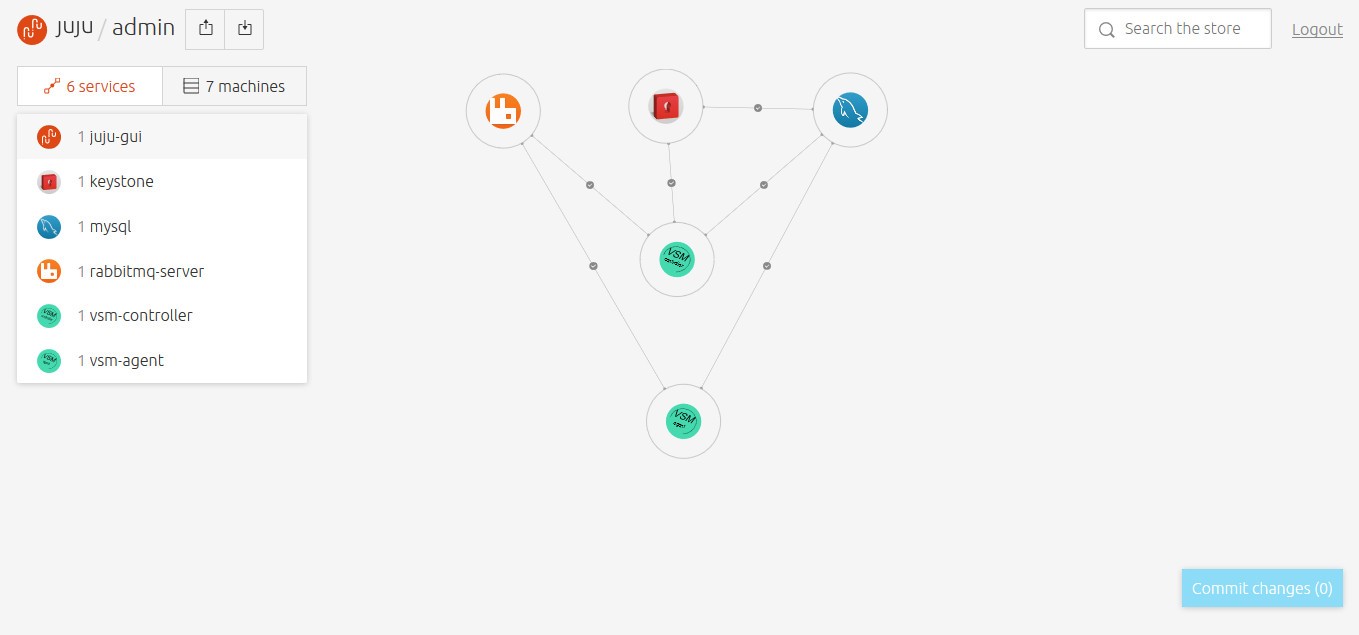 juju / admin
Search the store
Logout
6 services
7 machines
1 juju-gui
1 keystone
1 mysql
1 rabbitmq-server
1 vsm-controller
1 vsm-agent
VSM
VSM
agent
Commit changes (0)